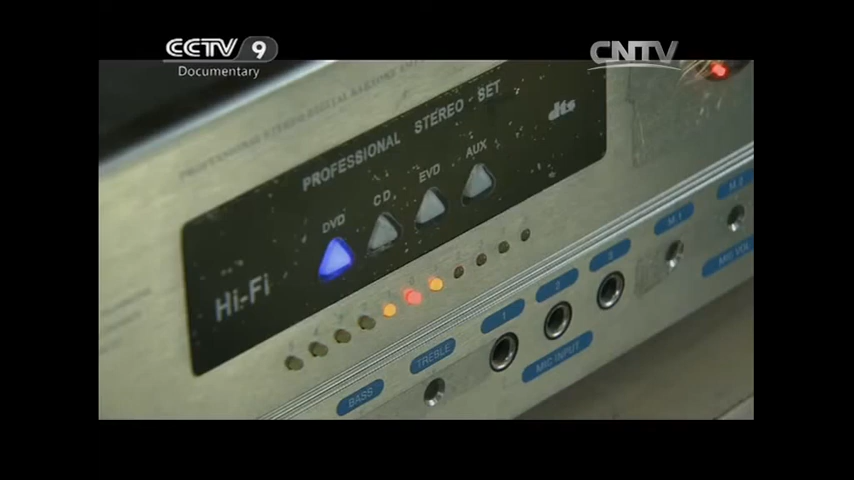 CCTV 9
Documentary
CNTV
PROFESSIONAL STEREO - SET
dts
DVD
CD
EVD
AUX
Hi-Fi
BASS
TREBLE
1
2
3
MIC INPUT
M.1
M.2
MIC VOL